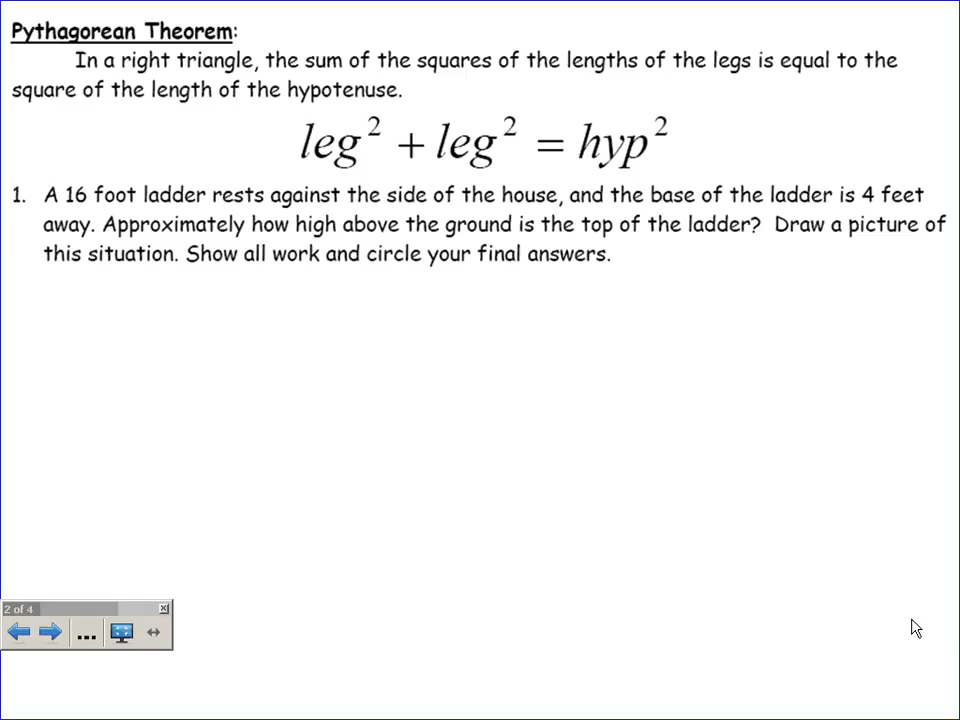 Pythagorean Theorem:
In a right triangle, the sum of the squares of the lengths of the legs is equal to the
square of the length of the hypotenuse.
leg² + leg² = hyp²
1. A 16 foot ladder rests against the side of the house, and the base of the ladder is 4 feet
away. Approximately how high above the ground is the top of the ladder? Draw a picture of
this situation. Show all work and circle your final answers.
2 of 4
...